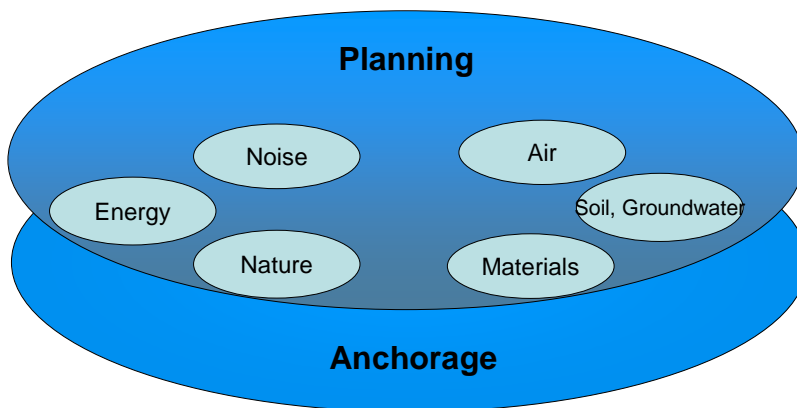 Planning
Noise
Air
Energy
Soil, Groundwater
Nature
Materials
Anchorage